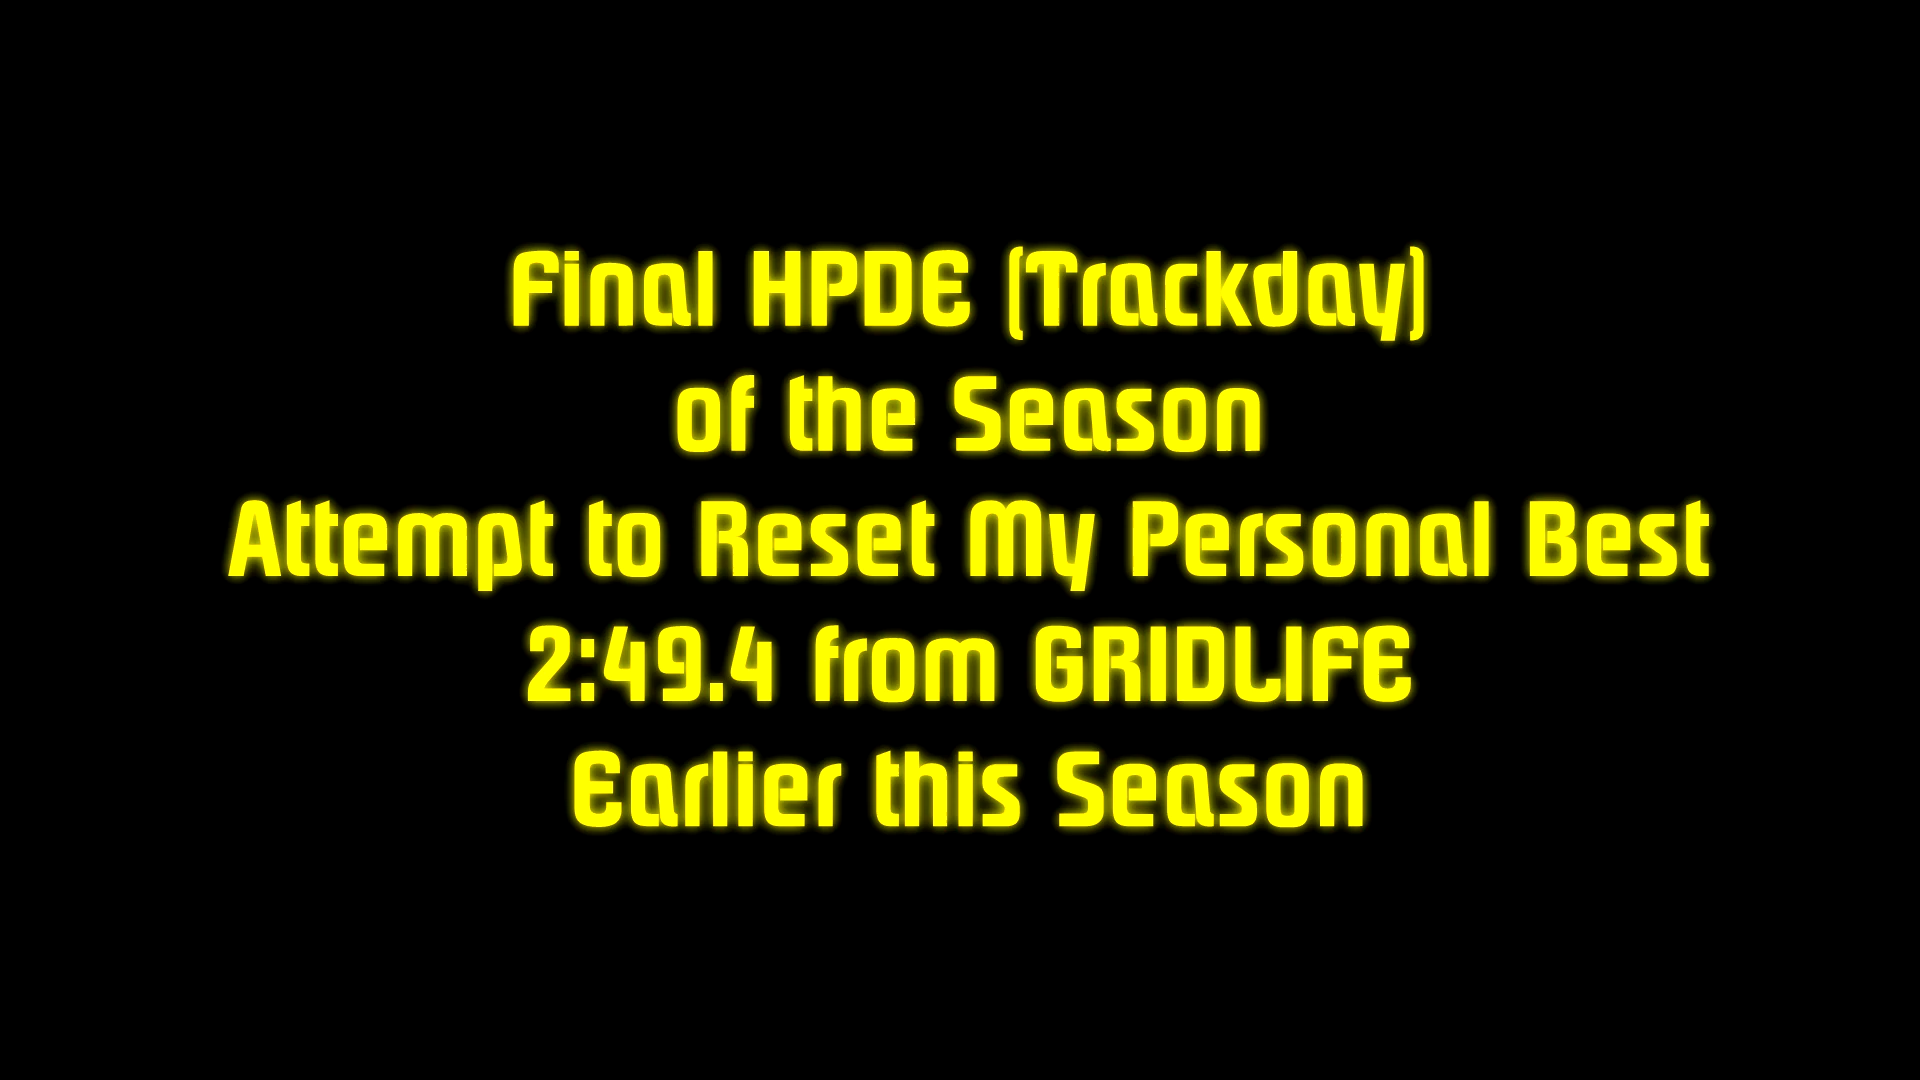 Final HPDE (Trackday)
of the Season
Attempt to Reset My Personal Best
2:49.4 from GRIDLIFE
Earlier this Season